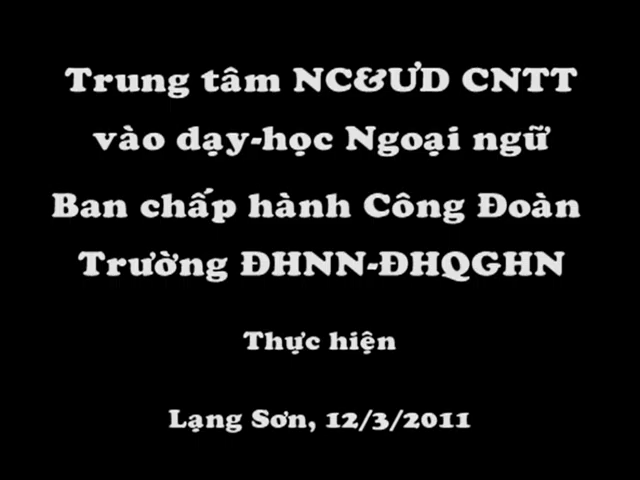 Trung tâm NC&ƯD CNTT
vào dạy-học Ngoại ngữ
Ban chấp hành Công Đoàn
Trường ĐHNN-ĐHQGHN
Thực hiện
Lạng Sơn, 12/3/2011